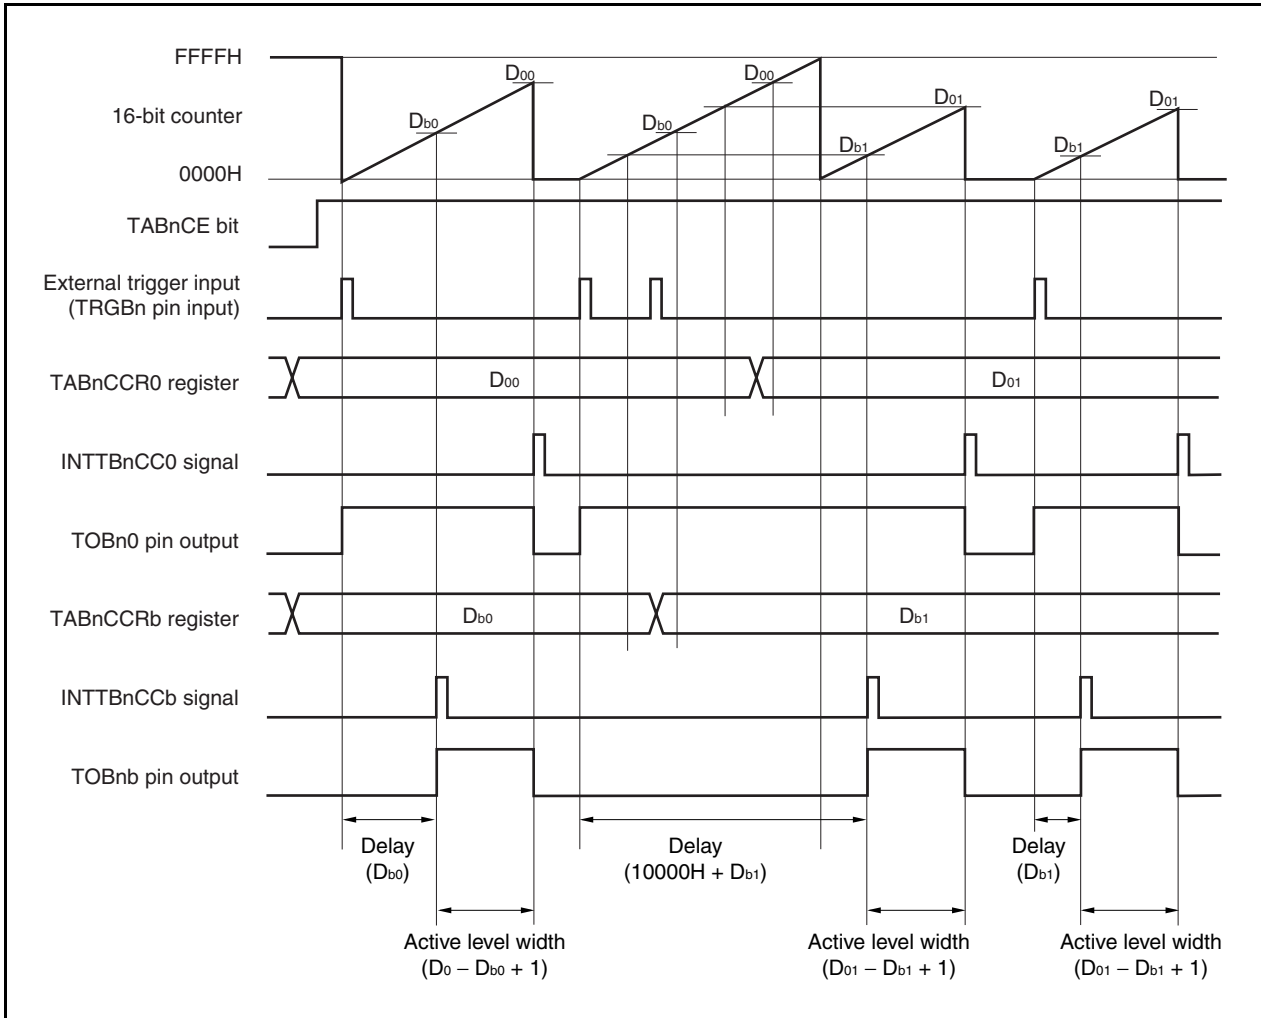 FFFFH
D00
D00
16-bit counter
Db0
Db0
D01
Db1
D01
Db1
0000H
TABnCE bit
External trigger input
(TRGBn pin input)
TABnCCR0 register
D00
D01
INTTBnCC0 signal
TOBn0 pin output
TABnCCRb register
Db0
Db1
INTTBnCCb signal
TOBnb pin output
Delay
(Db0)
Delay
(10000H + Db1)
Delay
(Db1)
Active level width
(D0 − Db0 + 1)
Active level width
(D01 − Db1 + 1)
Active level width
(D01 − Db1 + 1)